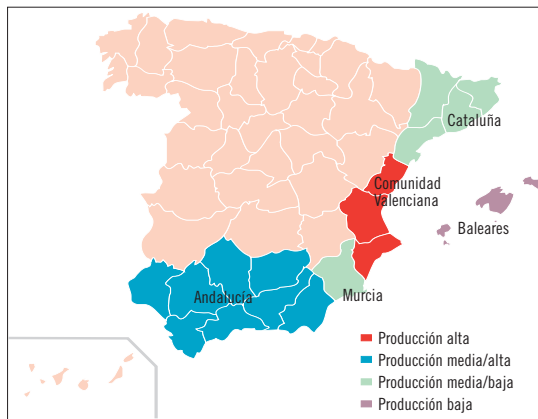 Cataluña
Comunidad
Valenciana
Baleares
Andalucía
Murcia
Producción alta
Producción media/alta
Producción media/baja
Producción baja